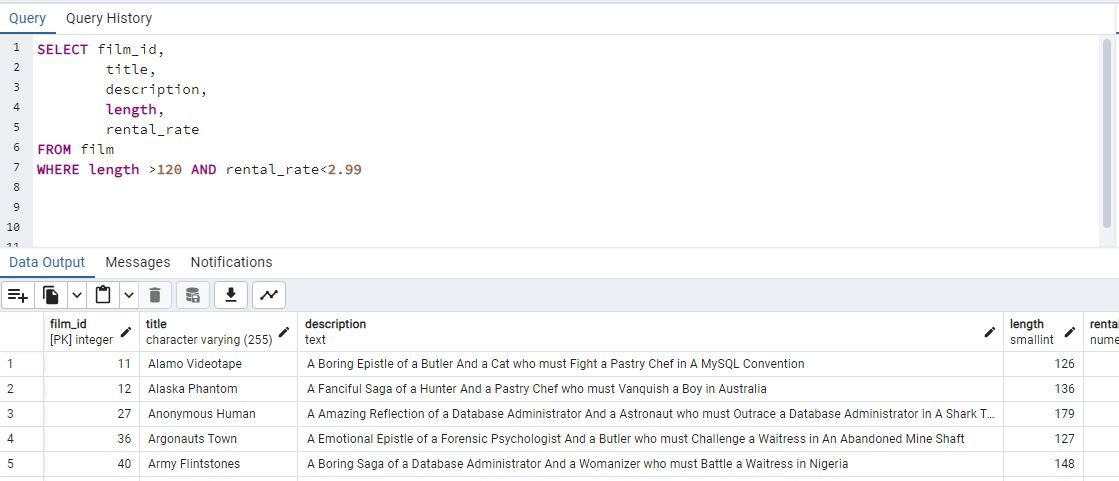 Query Query History
1 SELECT film_id,
2 title,
3 description,
4 length,
5 rental_rate
6 FROM film
7 WHERE length >120 AND rental_rate<2.99
8
9
10
11
Data Output Messages Notifications
film_id title description length rental
[PK] integer character varying (255) text smallint nume
1 11 Alamo Videotape A Boring Epistle of a Butler And a Cat who must Fight a Pastry Chef in A MySQL Convention 126
2 12 Alaska Phantom A Fanciful Saga of a Hunter And a Pastry Chef who must Vanquish a Boy in Australia 136
3 27 Anonymous Human A Amazing Reflection of a Database Administrator And a Astronaut who must Outrace a Database Administrator in A Shark T... 179
4 36 Argonauts Town A Emotional Epistle of a Forensic Psychologist And a Butler who must Challenge a Waitress in An Abandoned Mine Shaft 127
5 40 Army Flintstones A Boring Saga of a Database Administrator And a Womanizer who must Battle a Waitress in Nigeria 148